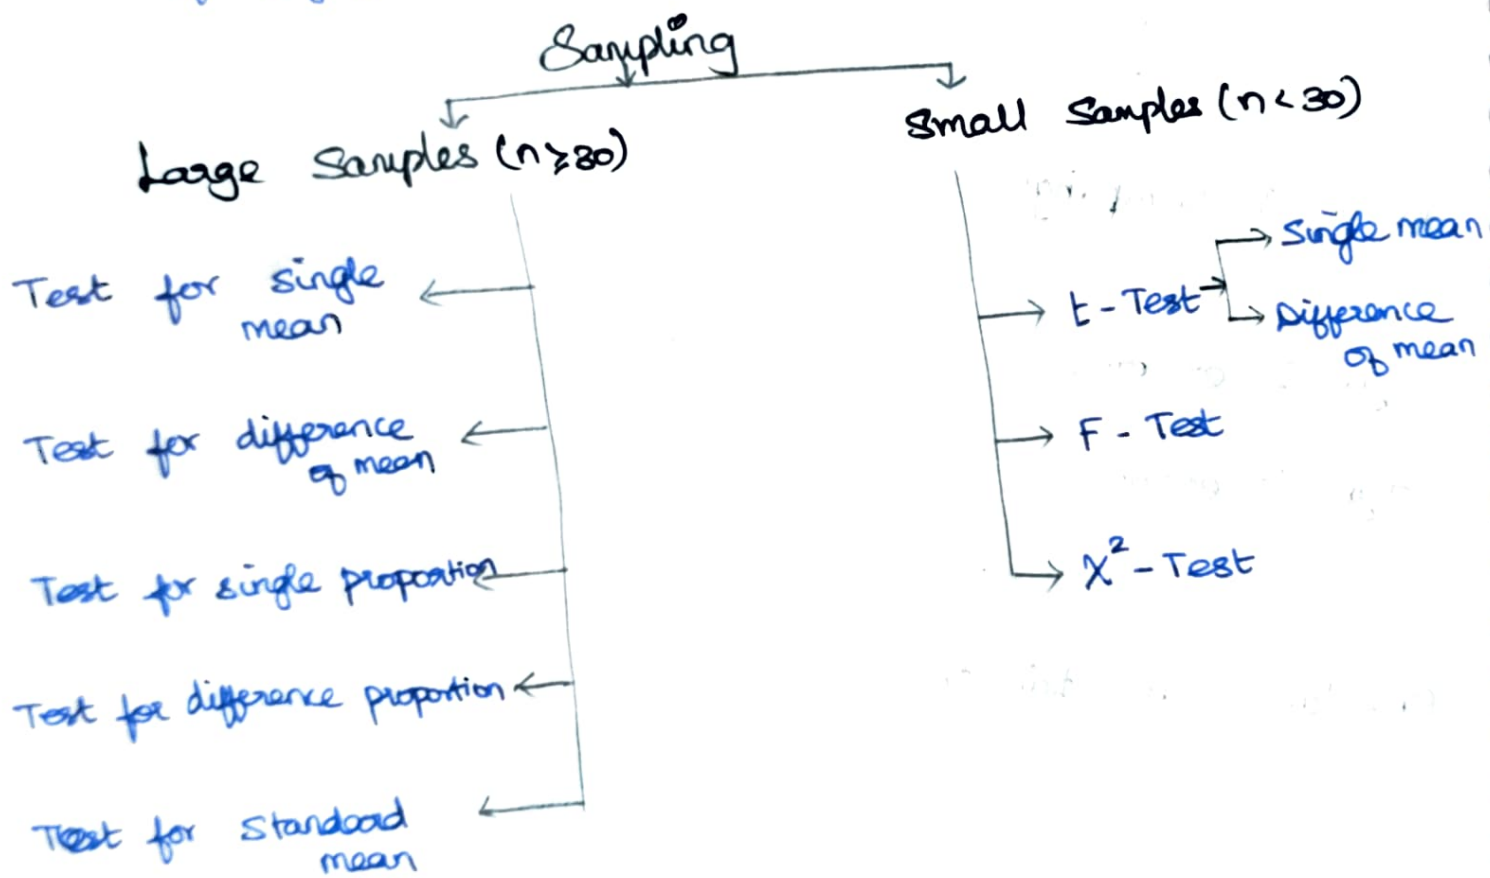 Sampling
Large Samples (n ≥ 30)
Small Samples (n < 30)
Test for single
mean
Test for difference
of mean
Test for single proportion
Test for difference proportion
Test for Standard
mean
t - Test
Single mean
Difference
of mean
F - Test
χ² - Test